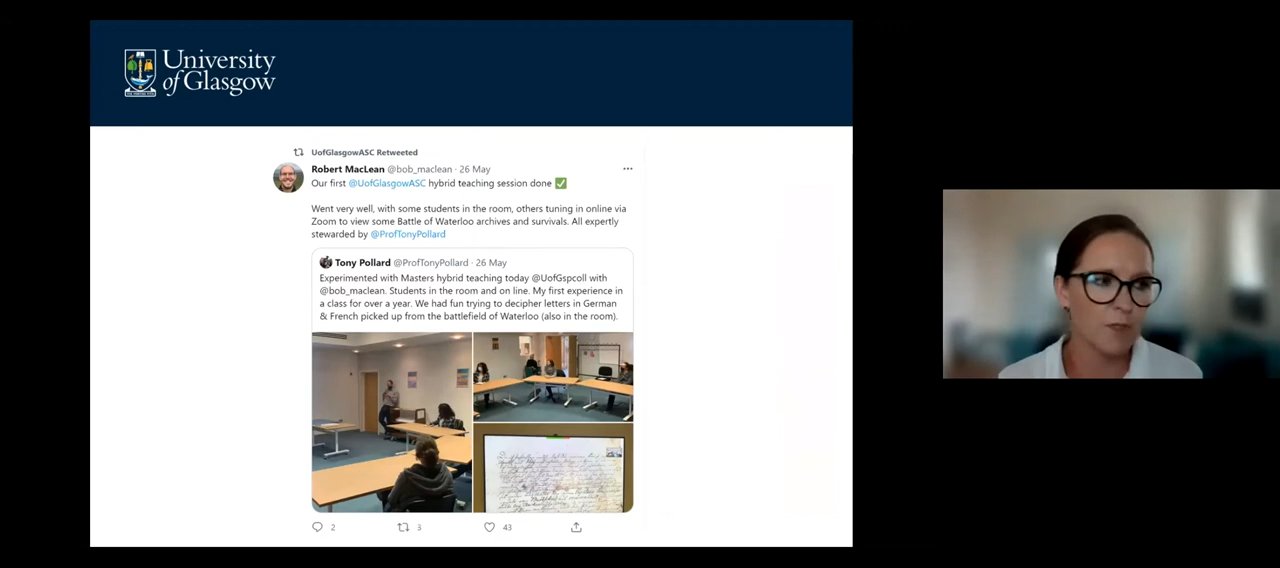 University
of Glasgow
UofGlasgowASC Retweeted
Robert MacLean @bob_maclean · 26 May
Our first @UofGlasgowASC hybrid teaching session done ✅
Went very well, with some students in the room, others tuning in online via
Zoom to view some Battle of Waterloo archives and survivals. All expertly
stewarded by @ProfTonyPollard
Tony Pollard @ProfTonyPollard · 26 May
Experimented with Masters hybrid teaching today @UofGspcoll with
@bob_maclean. Students in the room and on line. My first experience in
a class for over a year. We had fun trying to decipher letters in German
& French picked up from the battlefield of Waterloo (also in the room).
2
3
43